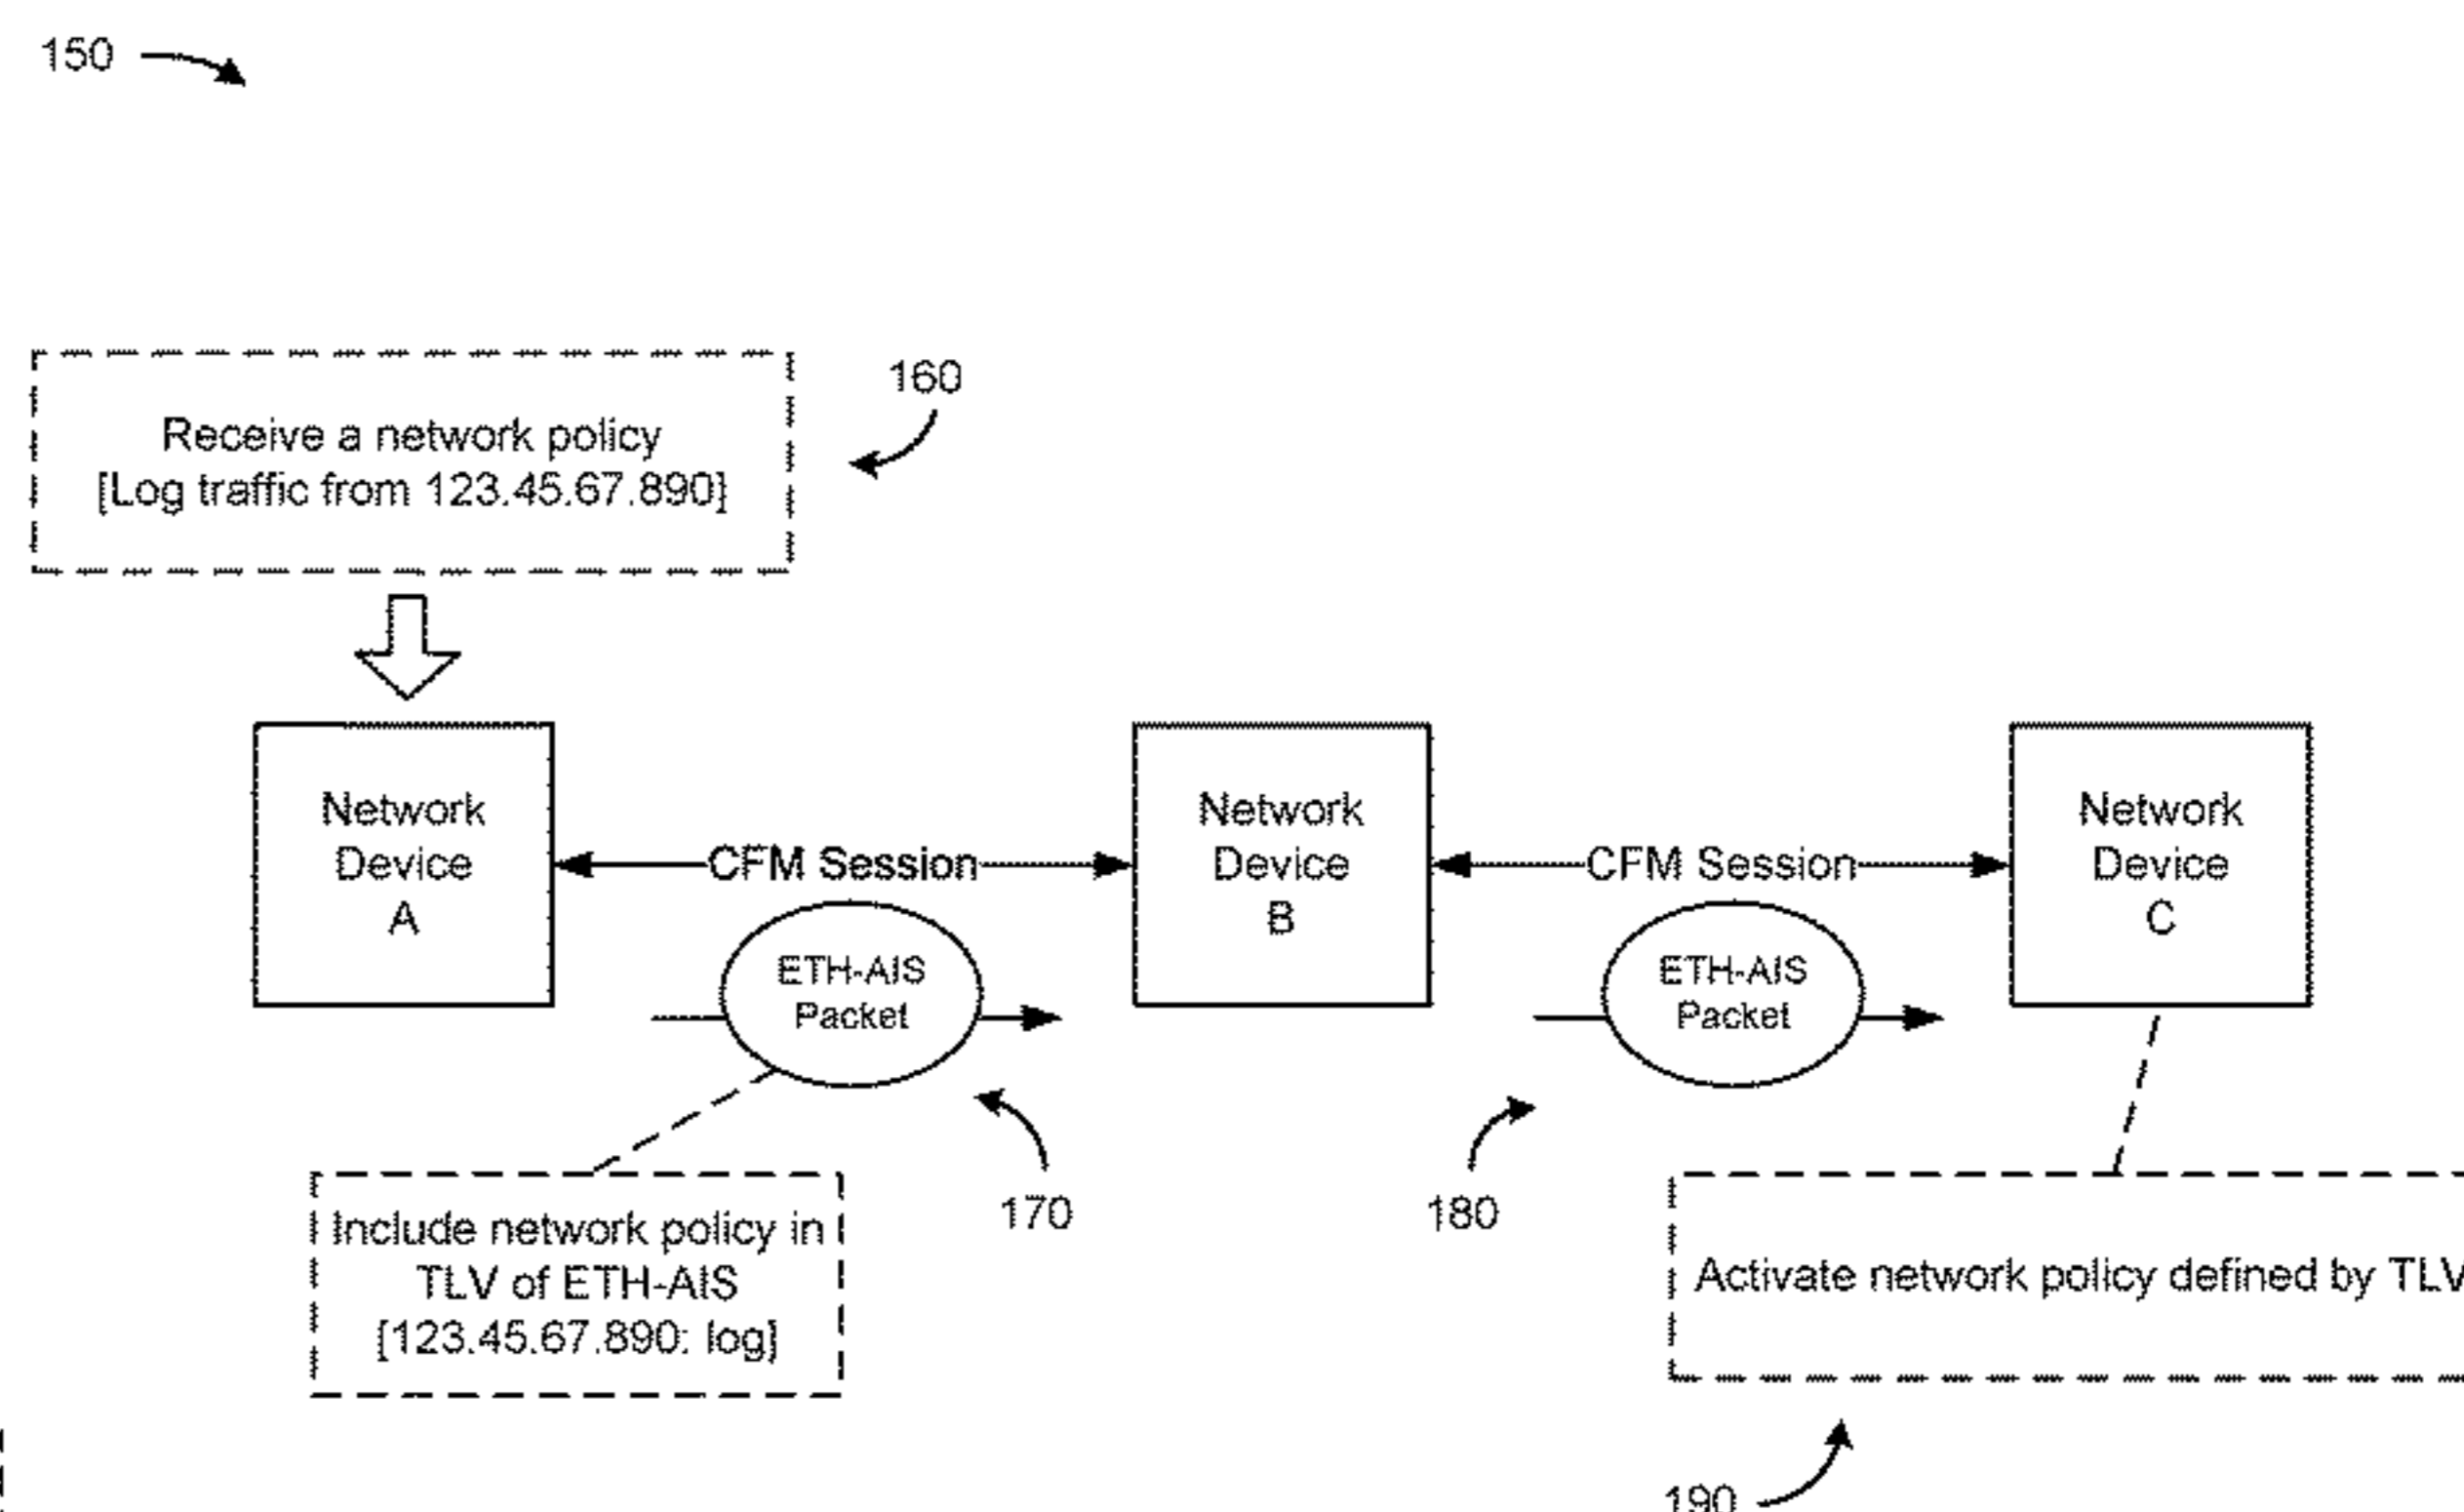 150
160
Receive a network policy
[Log traffic from 123.45.67.890]
Network
Device
A
CFM Session
Network
Device
B
CFM Session
Network
Device
C
ETH-AIS
Packet
ETH-AIS
Packet
170
180
Include network policy in
TLV of ETH-AIS
[123.45.67.890: log]
Activate network policy defined by TLV
190